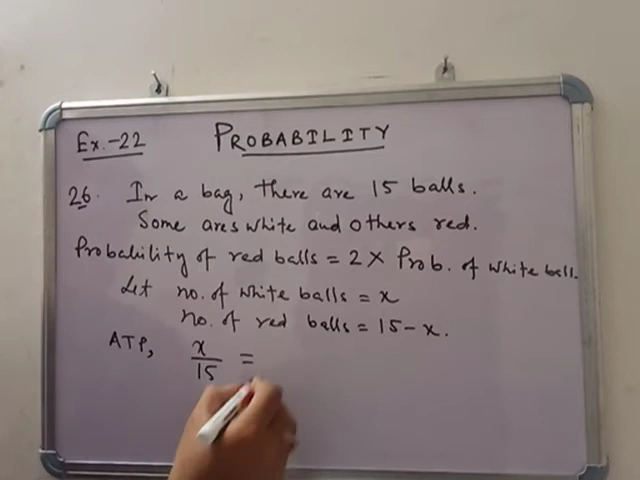 Ex.-22 PROBABILITY
26. In a bag, there are 15 balls.
Some are white and others red.
Probability of red balls = 2 × Prob. of white ball.
Let no. of white balls = x
no. of red balls = 15 - x.
ATP, x/15 =